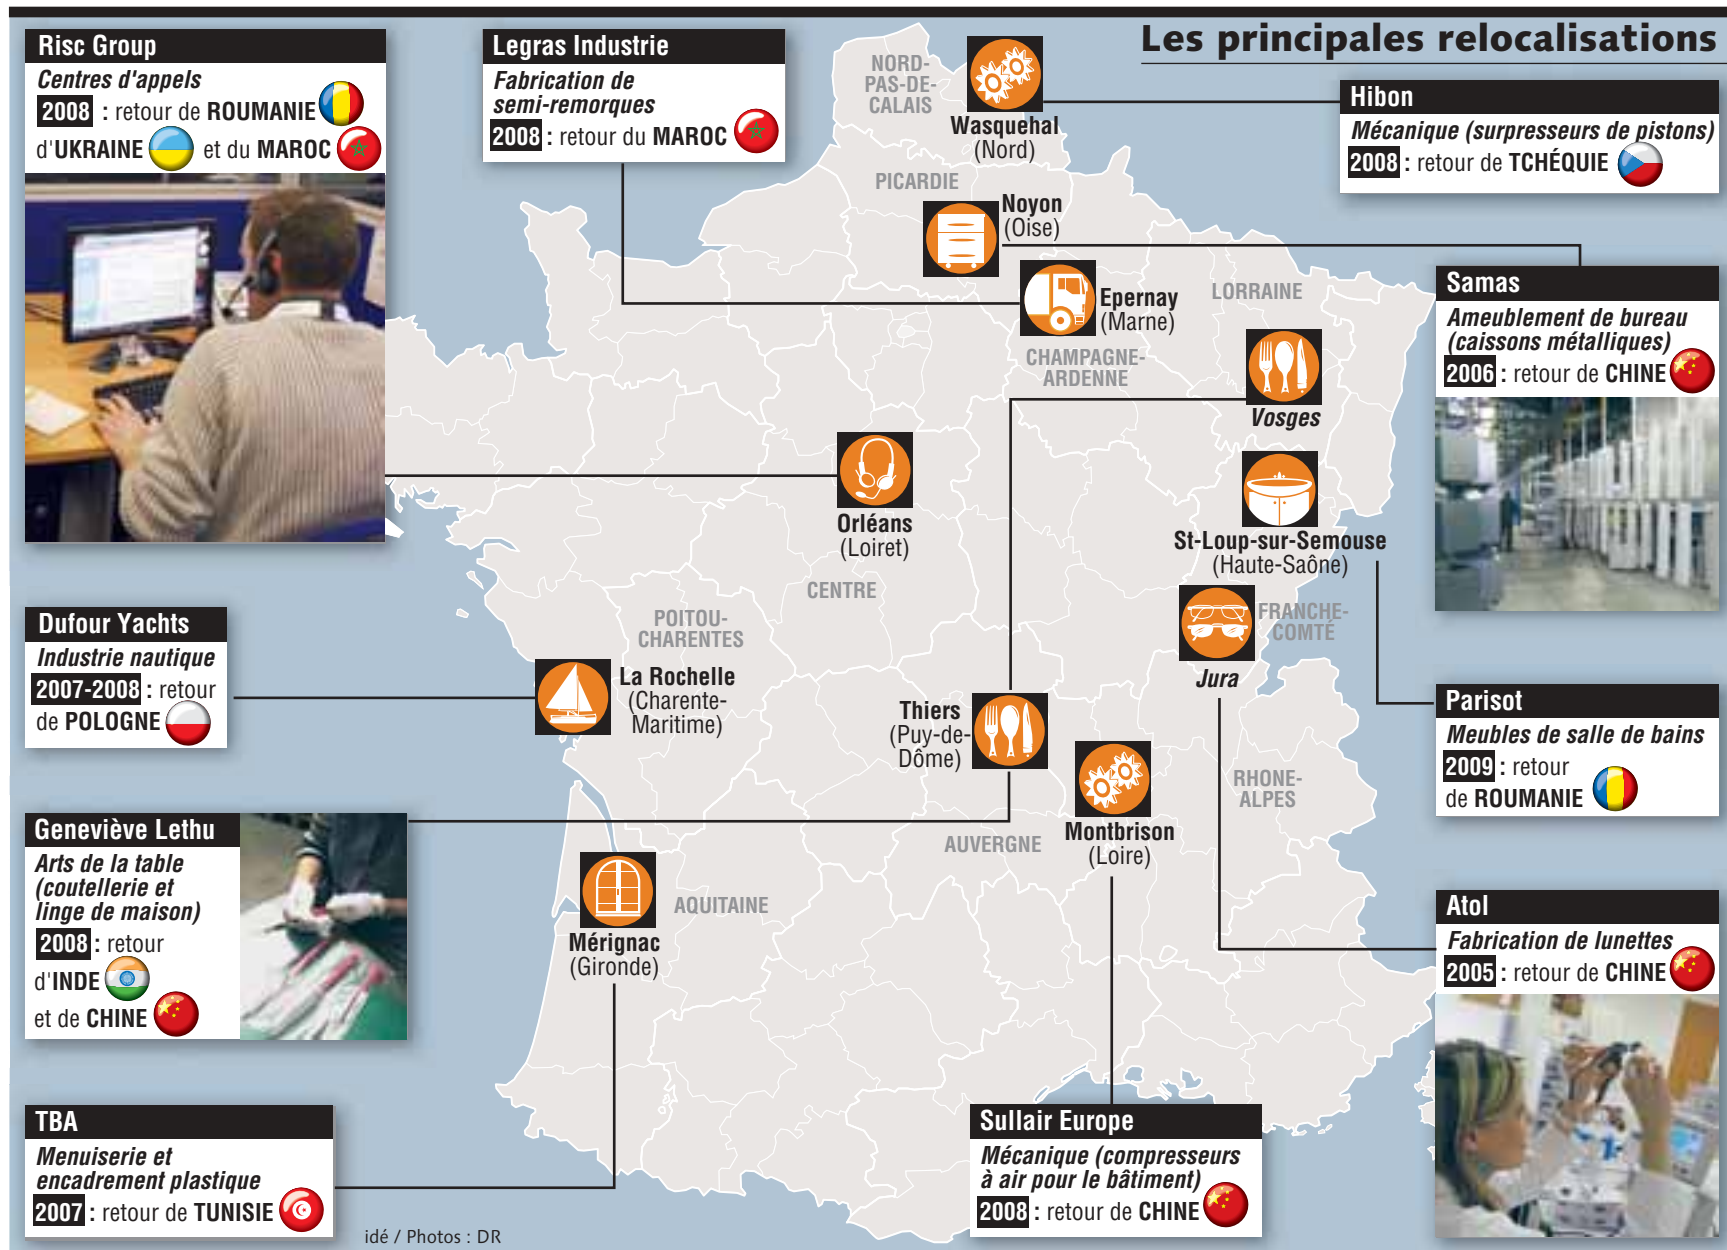 Les principales relocalisations
Risc Group
Centres d'appels
2008 : retour de ROUMANIE
d'UKRAINE et du MAROC
Legras Industrie
Fabrication de
semi-remorques
2008 : retour du MAROC
Hibon
Mécanique (surpresseurs de pistons)
2008 : retour de TCHÉQUIE
Samas
Ameublement de bureau
(caissons métalliques)
2006 : retour de CHINE
Dufour Yachts
Industrie nautique
2007-2008 : retour
de POLOGNE
Parisot
Meubles de salle de bains
2009 : retour
de ROUMANIE
Geneviève Lethu
Arts de la table
(coutellerie et
linge de maison)
2008 : retour
d'INDE
et de CHINE
Atol
Fabrication de lunettes
2005 : retour de CHINE
TBA
Menuiserie et
encadrement plastique
2007 : retour de TUNISIE
Sullair Europe
Mécanique (compresseurs
à air pour le bâtiment)
2008 : retour de CHINE
NORD-
PAS-DE-
CALAIS
Wasquehal
(Nord)
PICARDIE
Noyon
(Oise)
Epernay
(Marne)
LORRAINE
CHAMPAGNE-
ARDENNE
Vosges
Orléans
(Loiret)
St-Loup-sur-Semouse
(Haute-Saône)
CENTRE
POITOU-
CHARENTES
FRANCHE-
COMTÉ
Jura
La Rochelle
(Charente-
Maritime)
Thiers
(Puy-de-
Dôme)
RHONE-
ALPES
Montbrison
(Loire)
AUVERGNE
AQUITAINE
Mérignac
(Gironde)
idé / Photos : DR